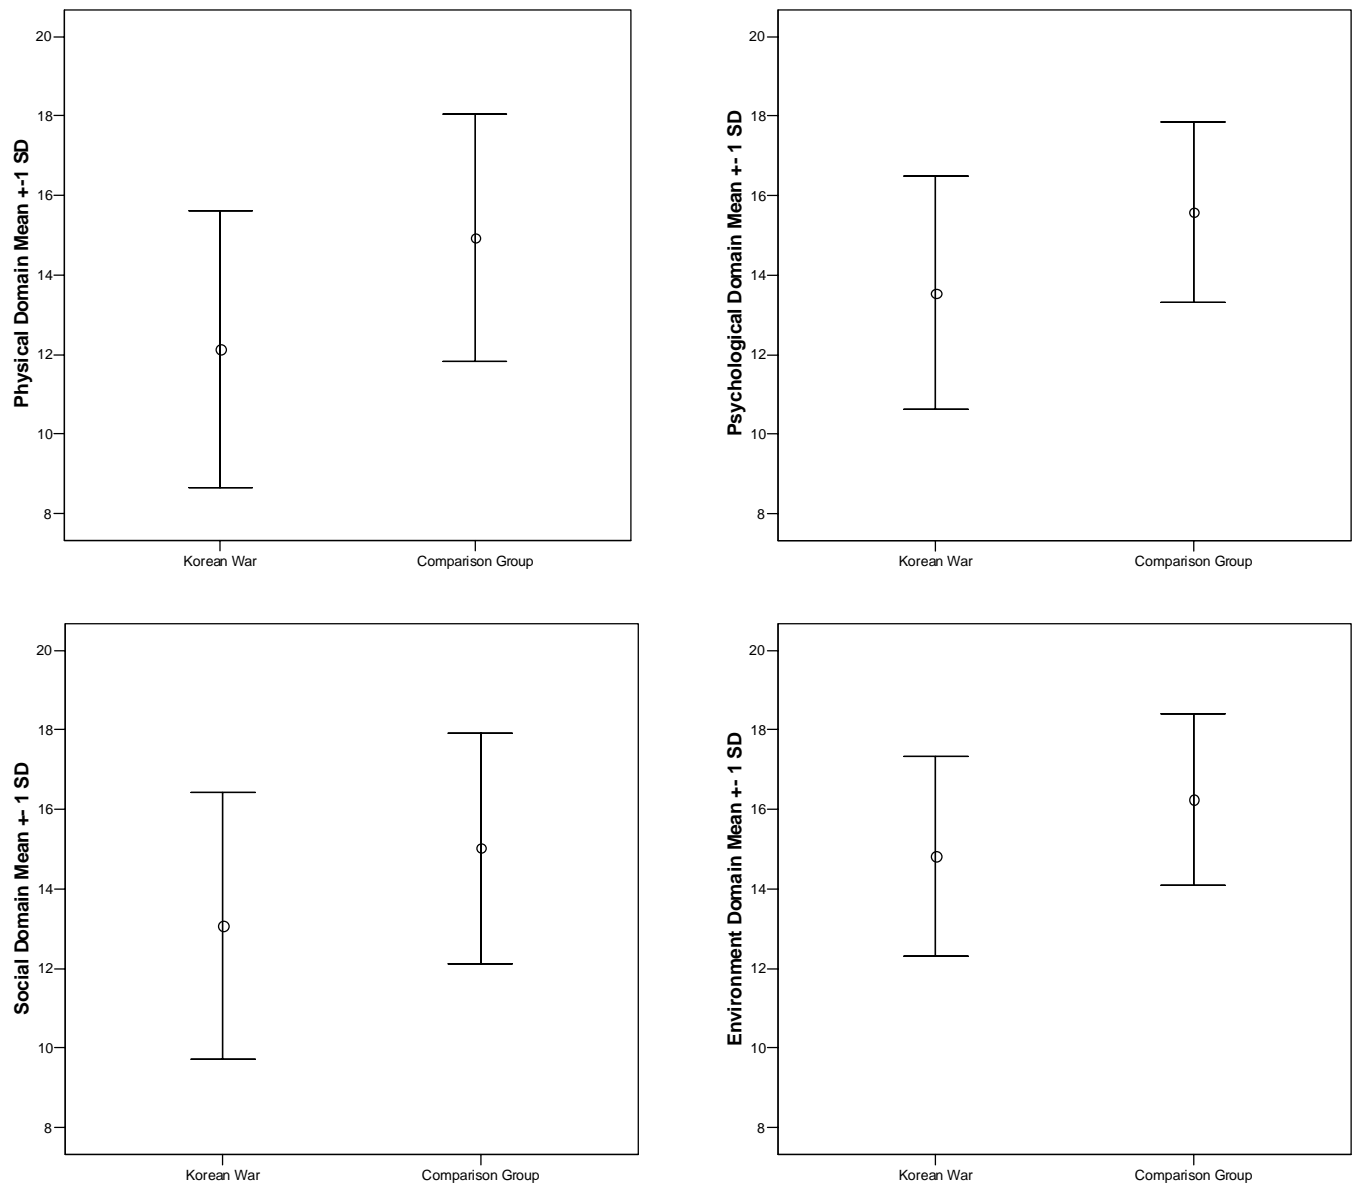 Physical Domain Mean +-1 SD
20
18
16
14
12
10
8
Korean War
Comparison Group
Psychological Domain Mean +- 1 SD
20
18
16
14
12
10
8
Korean War
Comparison Group
Social Domain Mean +- 1 SD
20
18
16
14
12
10
8
Korean War
Comparison Group
Environment Domain Mean +- 1 SD
20
18
16
14
12
10
8
Korean War
Comparison Group